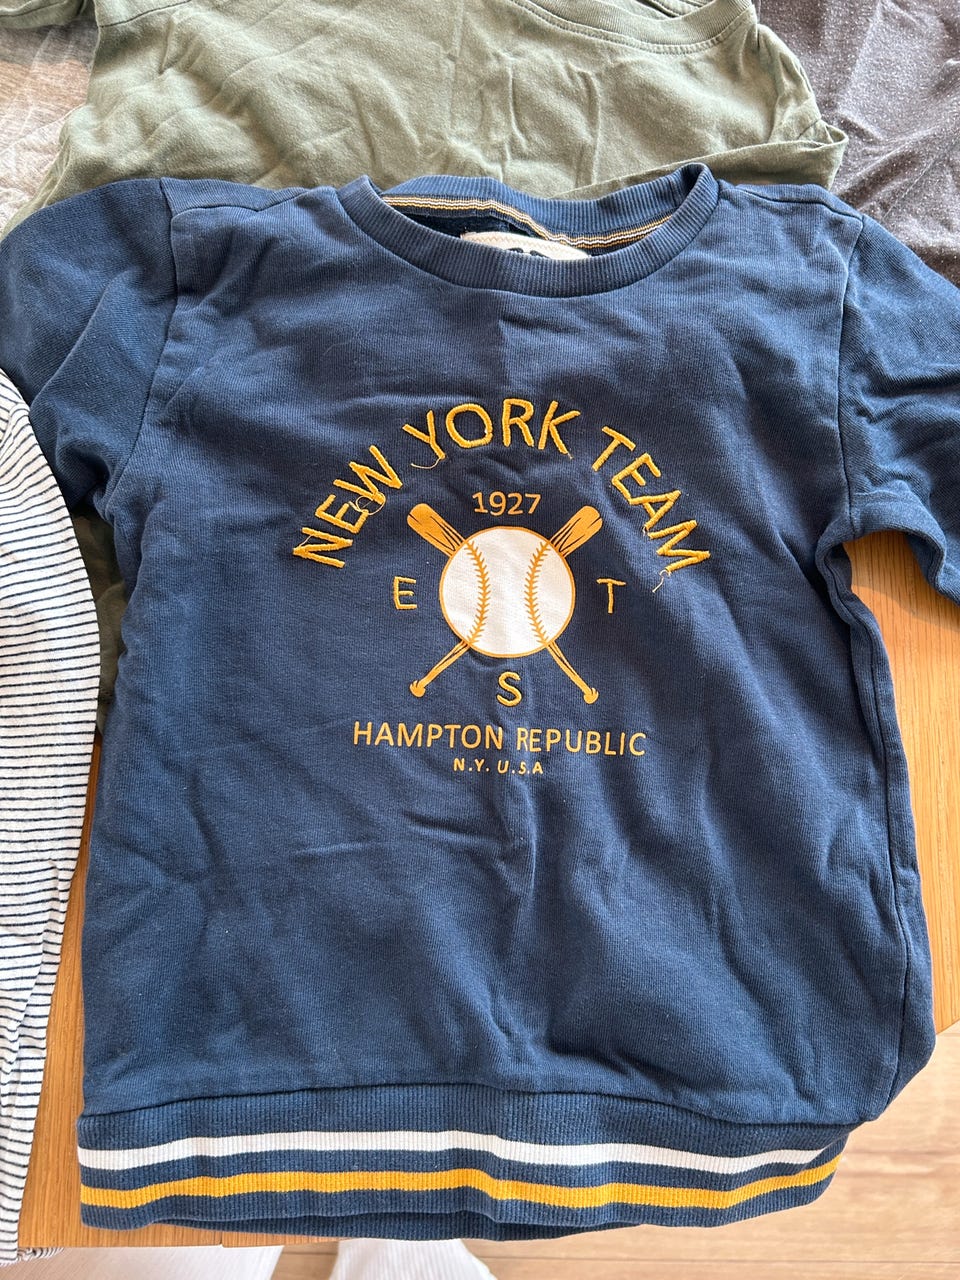 NEW YORK TEAM
1927
E T
S
HAMPTON REPUBLIC
N.Y. U.S.A